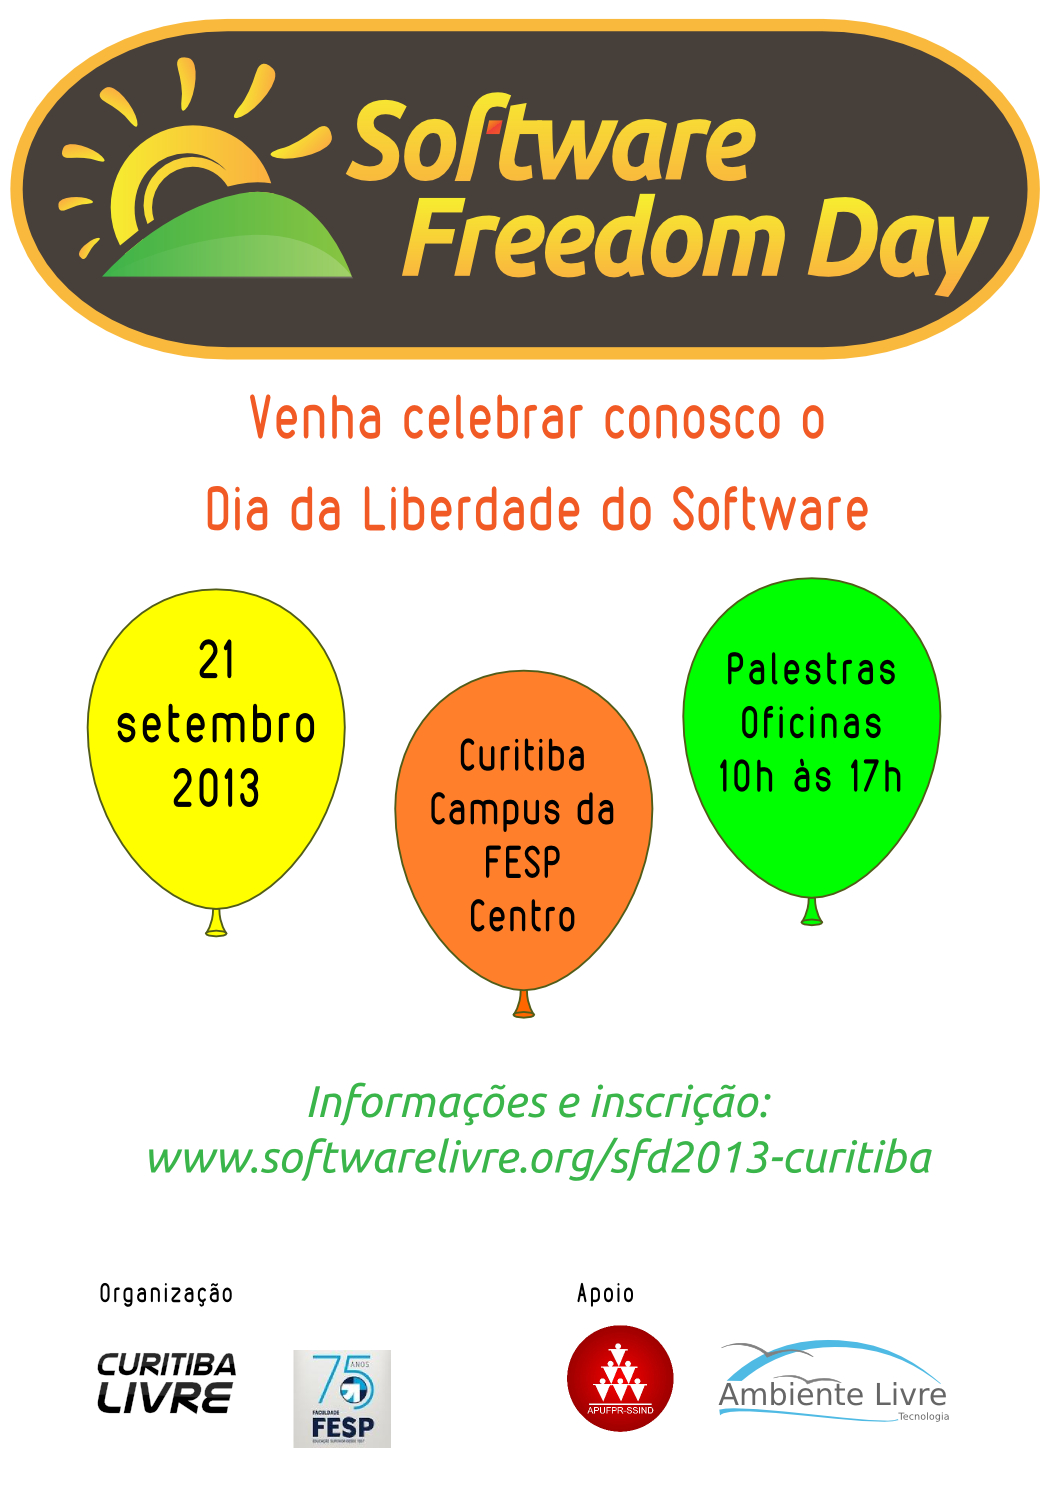 Software
Freedom Day
Venha celebrar conosco o
Dia da Liberdade do Software
21
setembro
2013
Curitiba
Campus da
FESP
Centro
Palestras
Oficinas
10h às 17h
Informações e inscrição:
www.softwarelivre.org/sfd2013-curitiba
Organização
CURITIBA
LIVRE
75
ANOS
FACULDADE
FESP
Apoio
APUFPR-SSIND
Ambiente Livre
Tecnologia